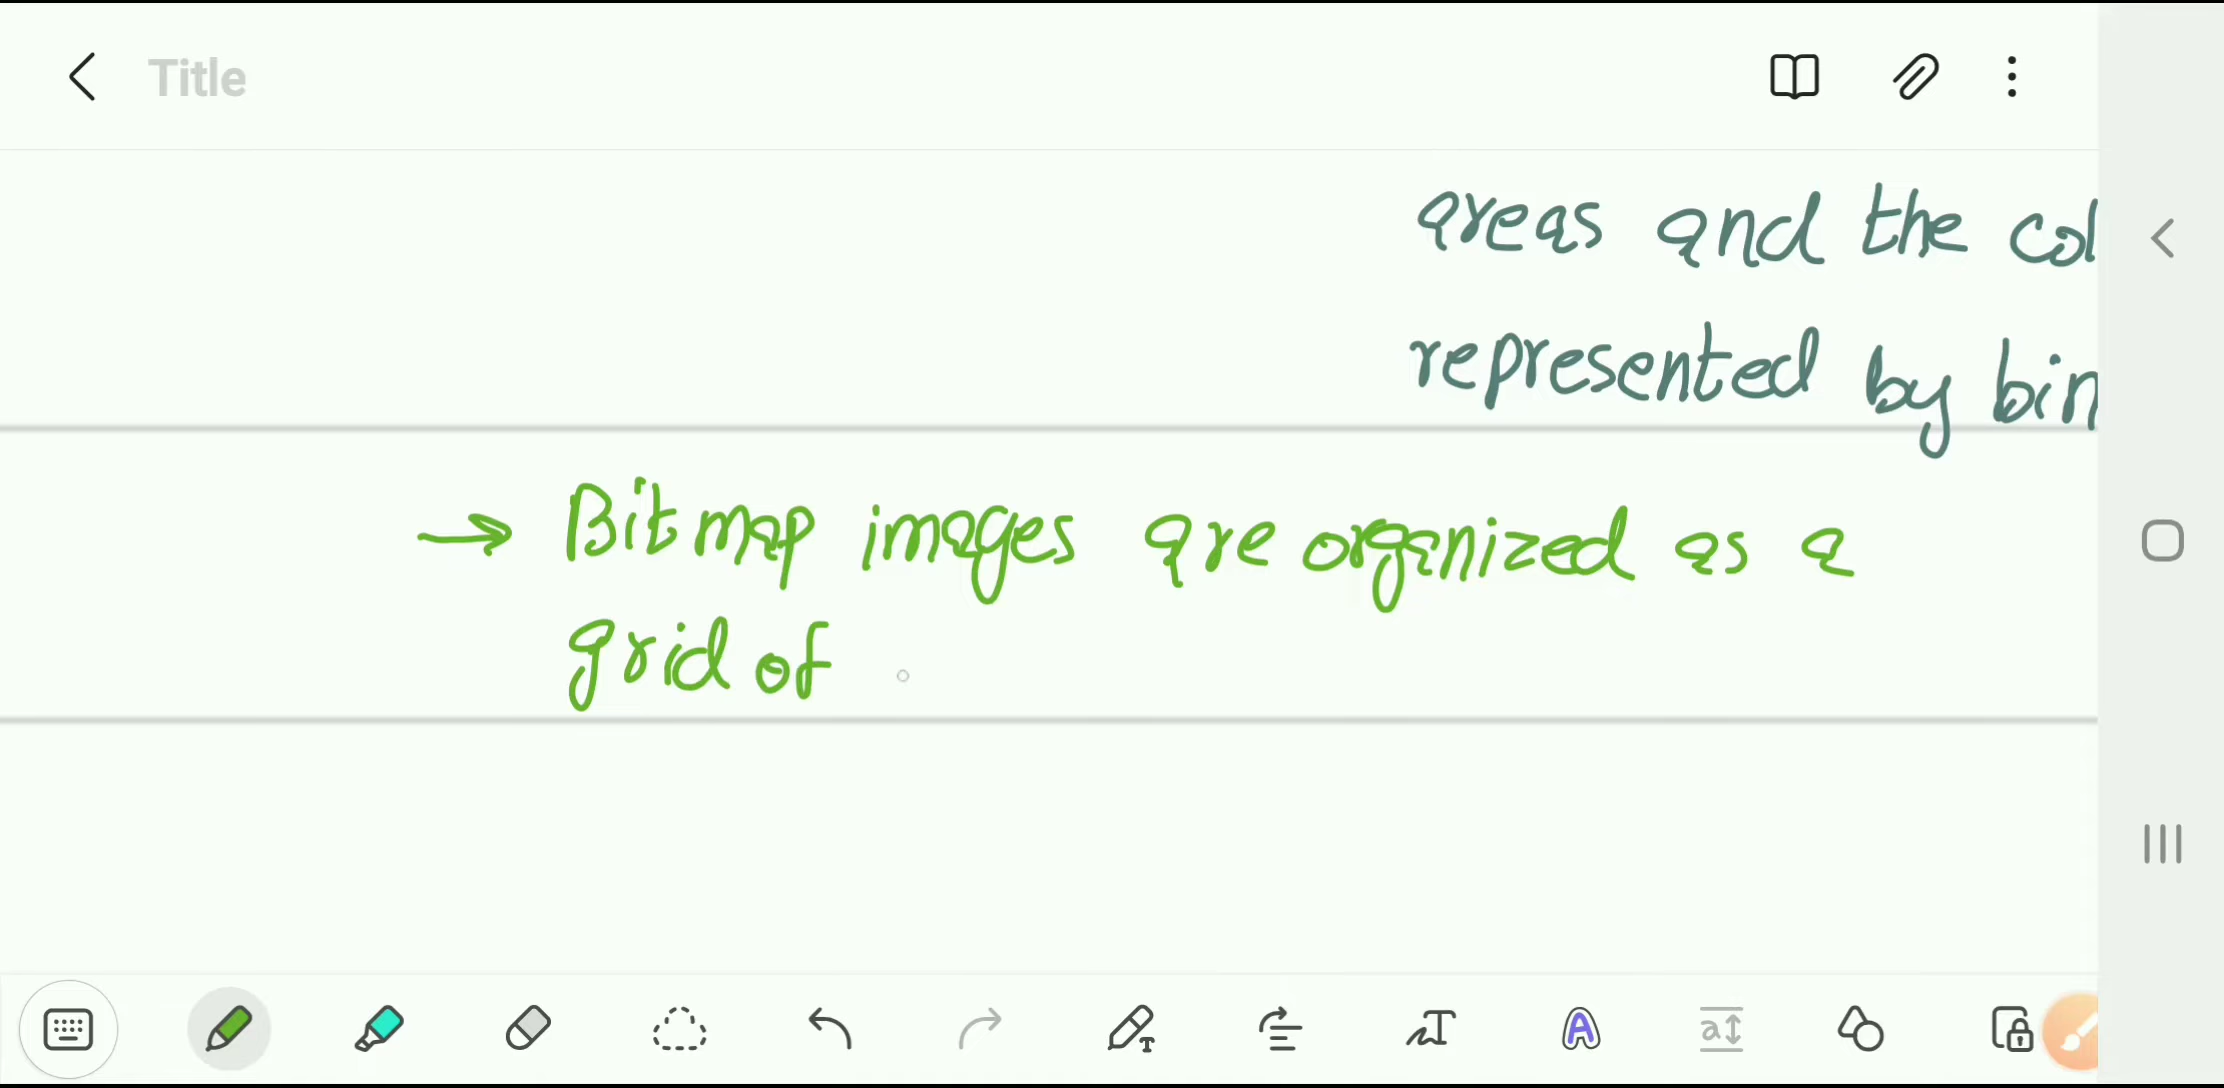 Title
areas and the col
represented by bin
→ Bitmap images are organized as a
grid of